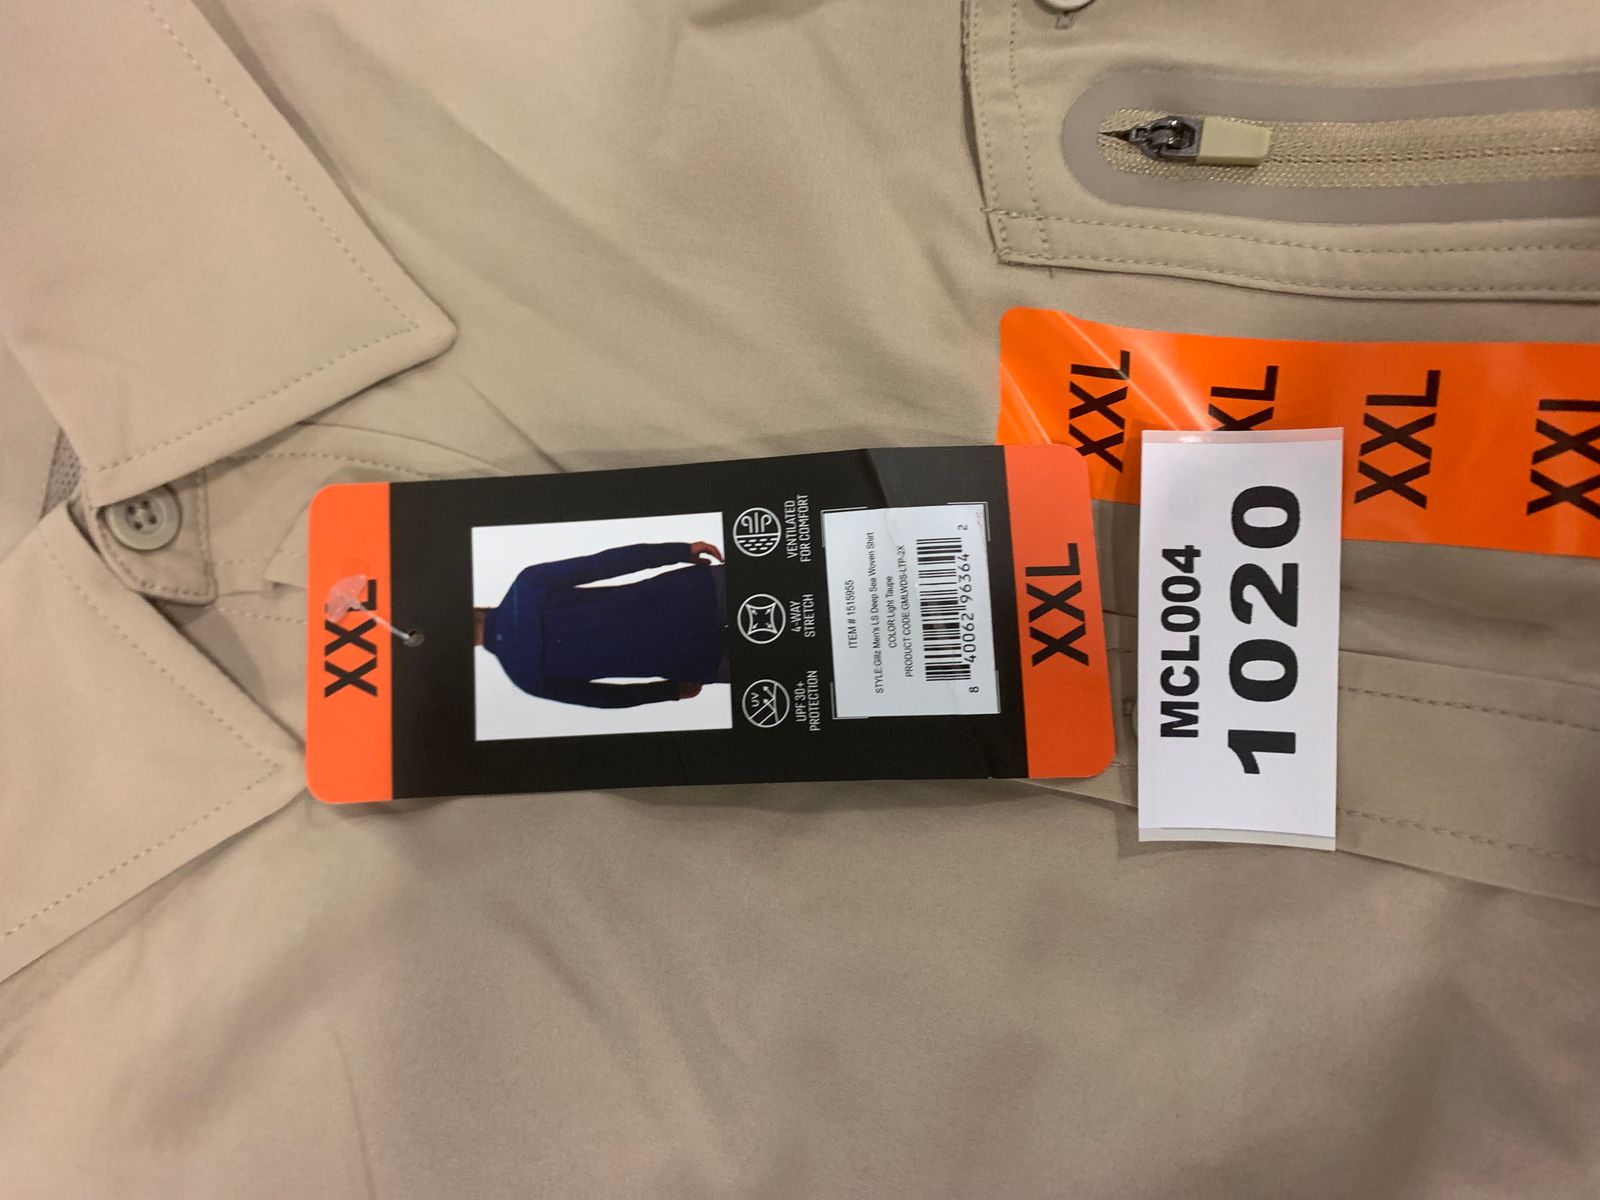 XXL
VENTILATED
FOR COMFORT
4-WAY
STRETCH
UV
UPF 30+
PROTECTION
ITEM # 1515955
STYLE:Gillz Men's LS Deep Sea Woven Shirt
COLOR:Light Taupe
PRODUCT CODE:GMLWDS-LTP-2X
8 40062 96364 2
XXL
XXL
XXL
XXL
XXL
MCL004
1020